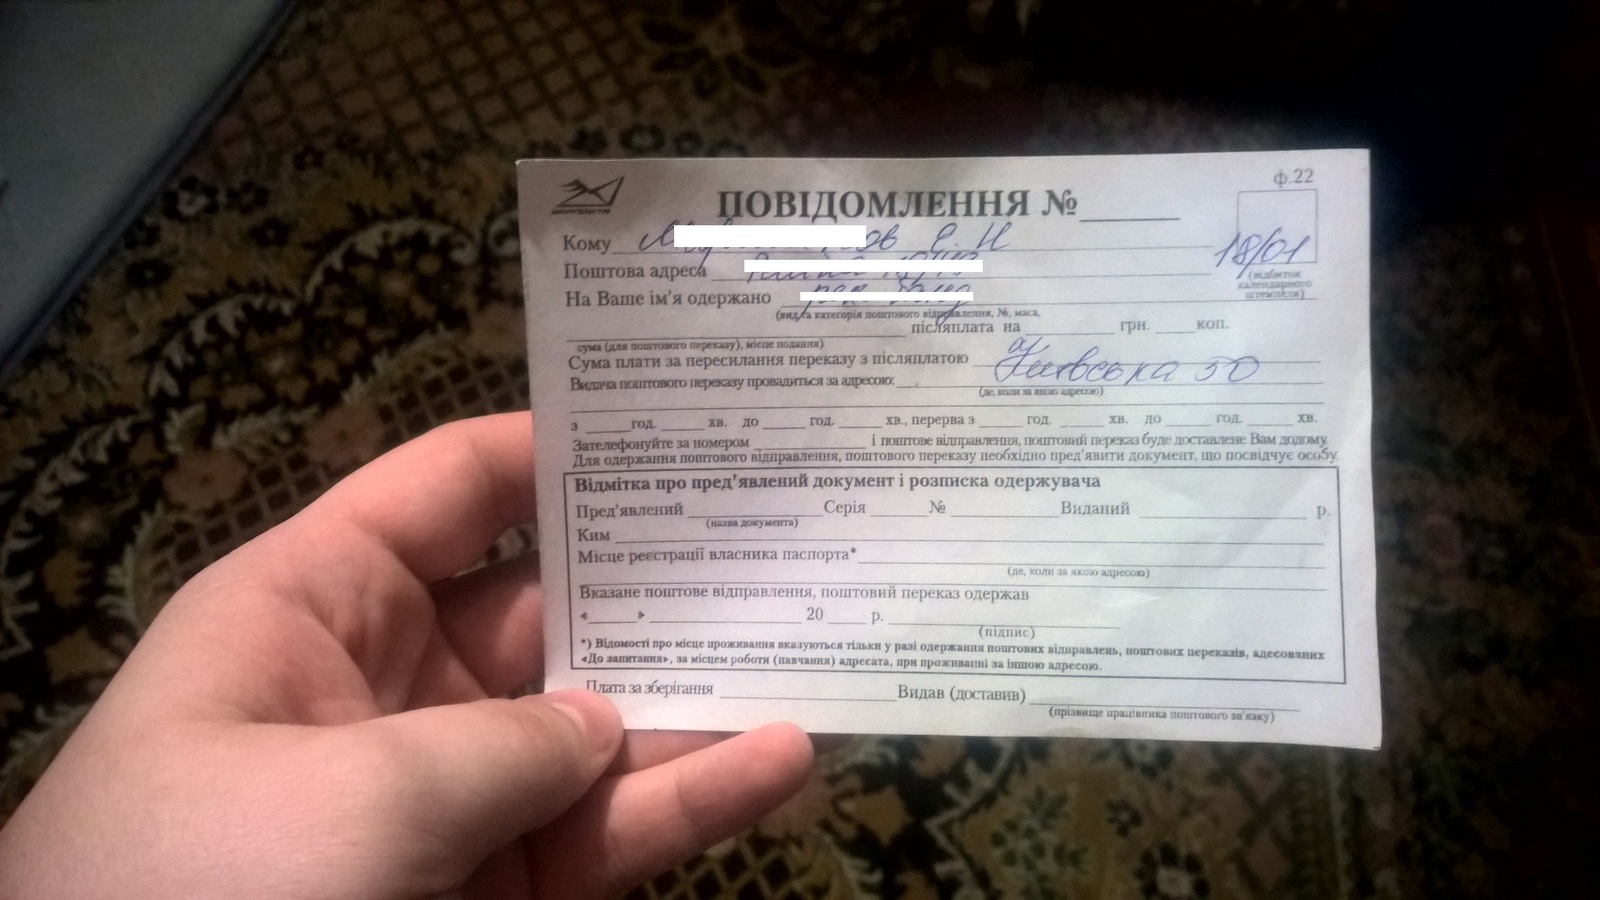 ф.22
УКРПОШТА
ПОВІДОМЛЕННЯ №
Кому ов Є. И
18/01
Поштова адреса
(відбиток календарного штемпеля)
На Ваше ім’я одержано
(вид та категорія поштового відправлення, №, маса,
післяплата на грн. коп.
сума (для поштового переказу), місце подання)
Сума плати за пересилання переказу з післяплатою
Видача поштового переказу провадиться за адресою: Київська 50
(де, коли за якою адресою)
з год. хв. до год. хв., перерва з год. хв. до год. хв.
Зателефонуйте за номером і поштове відправлення, поштовий переказ буде доставлене Вам додому.
Для одержання поштового відправлення, поштового переказу необхідно пред’явити документ, що посвідчує особу.
Відмітка про пред’явлений документ і розписка одержувача
Пред’явлений Серія № Виданий р.
(назва документа)
Ким
Місце реєстрації власника паспорта*
(де, коли за якою адресою)
Вказане поштове відправлення, поштовий переказ одержав
« » 20 р.
(підпис)
*) Відомості про місце проживання вказуються тільки у разі одержання поштових відправлень, поштових переказів, адесованих
«До запитання», за місцем роботи (навчання) адресата, при проживанні за іншою адресою.
Плата за зберігання Видав (доставив)
(прізвище працівника поштового зв’язку)